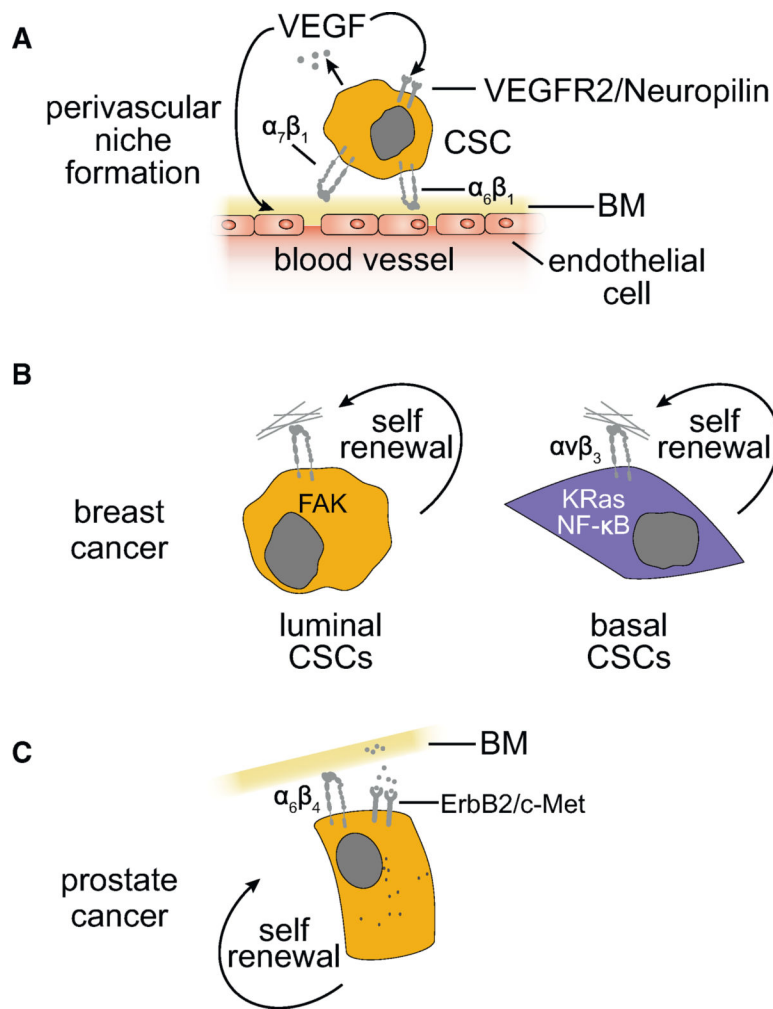 A
VEGF
VEGFR2/Neuropilin
perivascular
niche
formation
α₇β₁
CSC
α₆β₁
BM
blood vessel
endothelial
cell
B
breast
cancer
self
renewal
FAK
luminal
CSCs
self
renewal
αvβ₃
KRas
NF-κB
basal
CSCs
C
BM
α₆β₄
ErbB2/c-Met
prostate
cancer
self
renewal